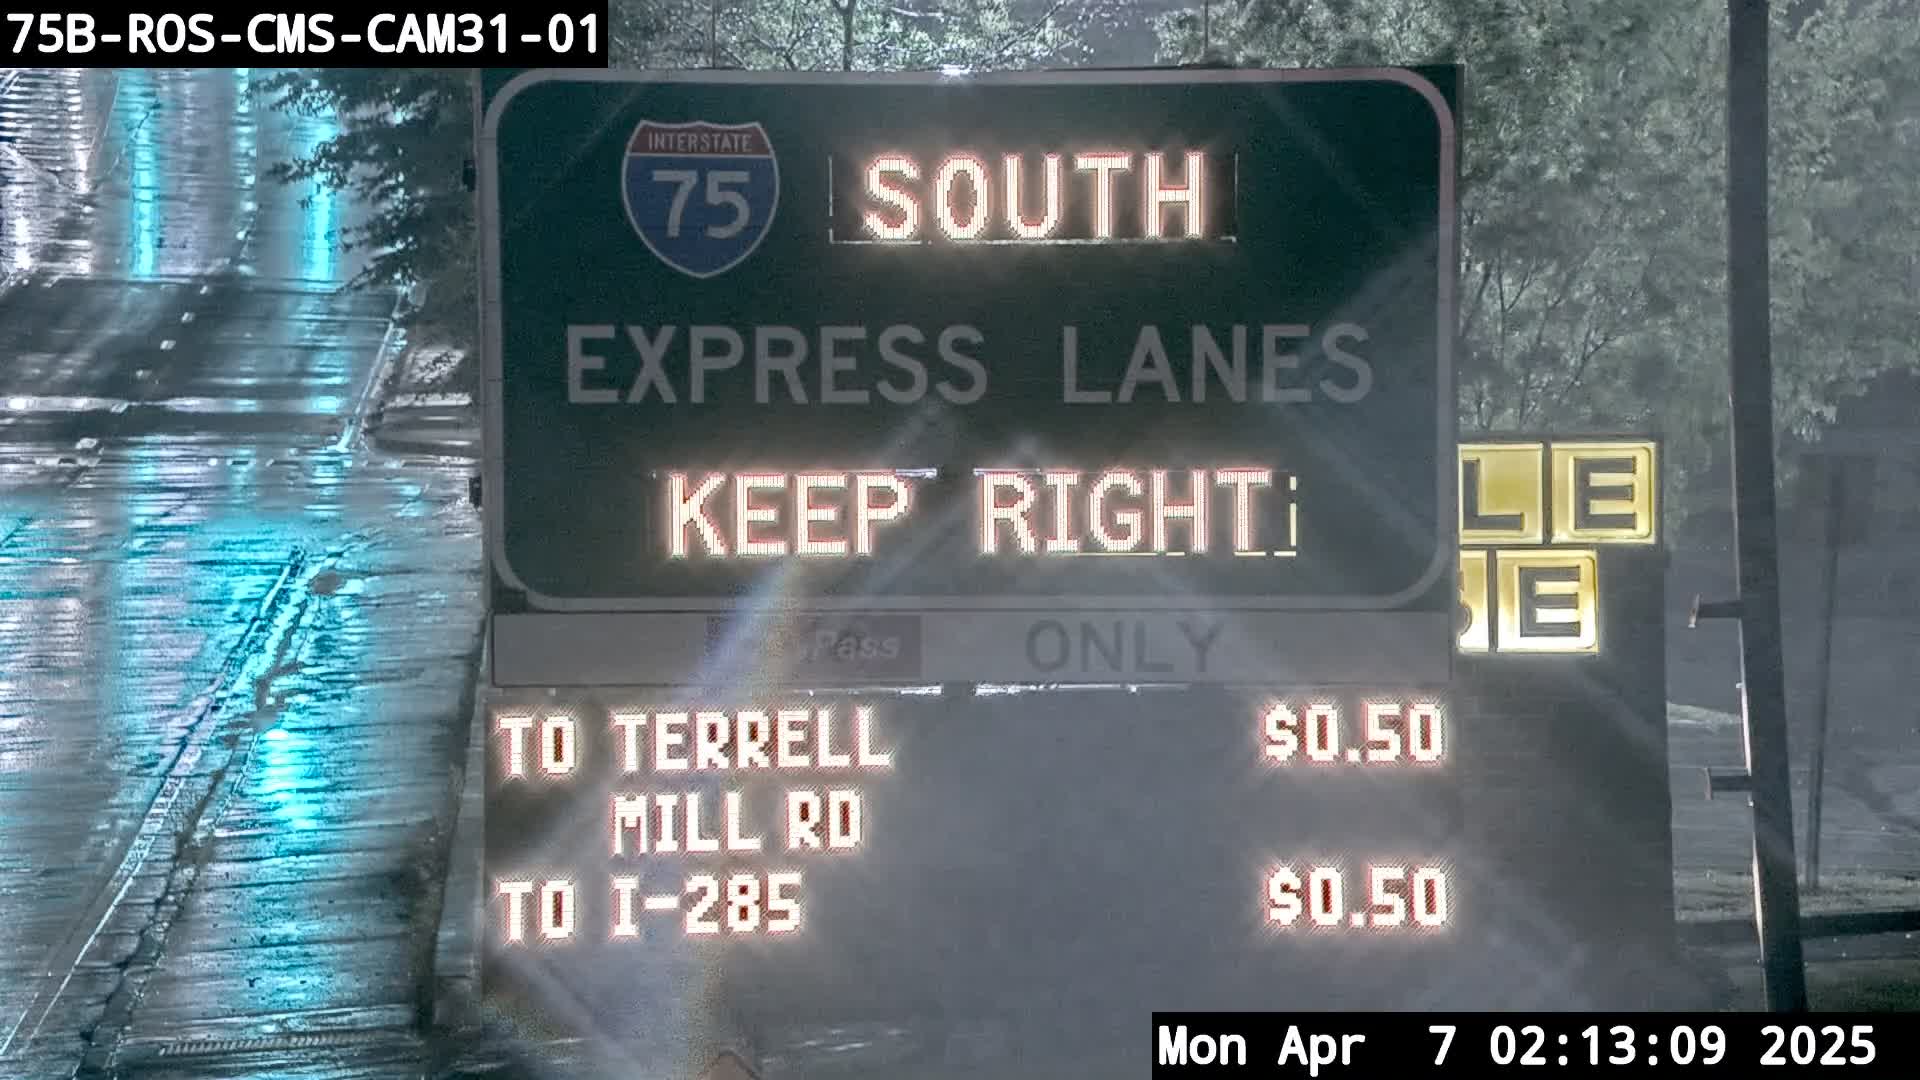 75B-ROS-CMS-CAM31-01
INTERSTATE
75
SOUTH
EXPRESS LANES
KEEP RIGHT
Pass ONLY
LE
E
TO TERRELL $0.50
MILL RD
TO I-285 $0.50
Mon Apr 7 02:13:09 2025